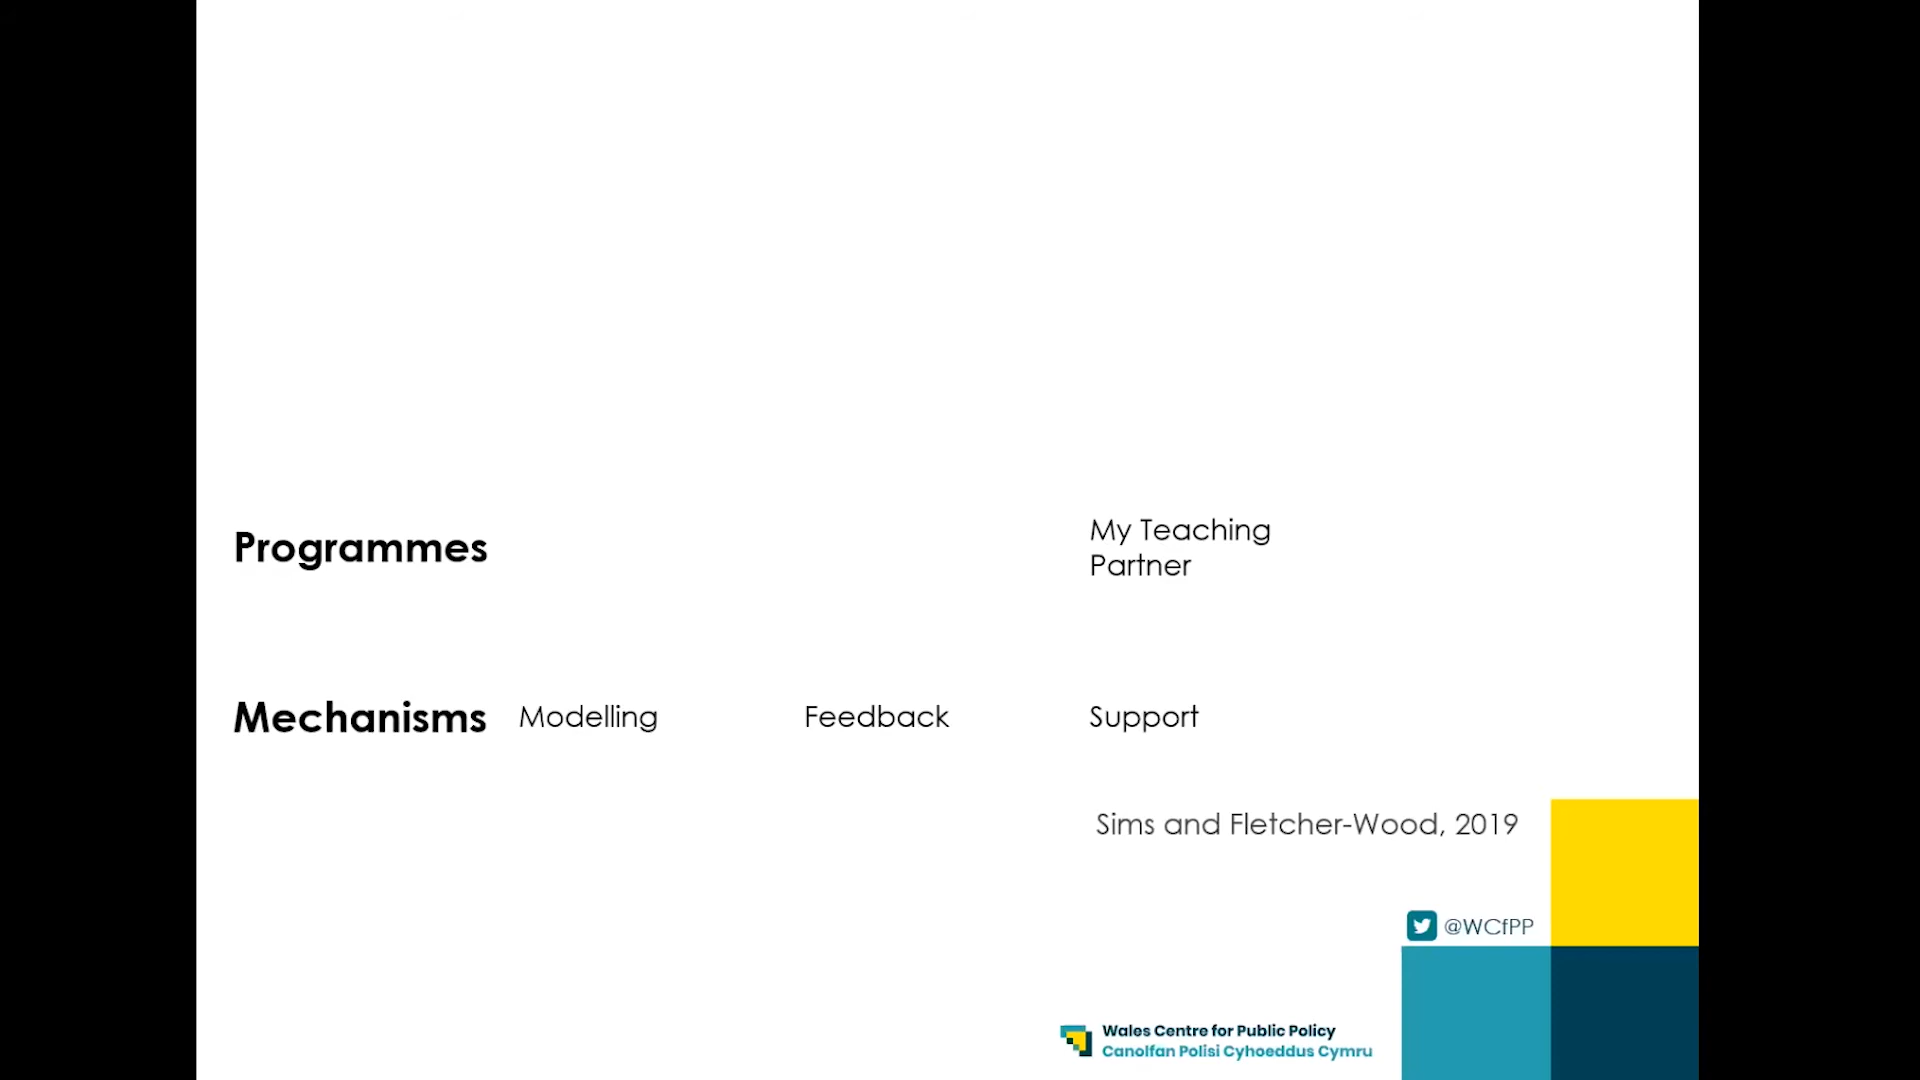 Programmes
My Teaching
Partner
Mechanisms
Modelling
Feedback
Support
Sims and Fletcher-Wood, 2019
@WCfPP
Wales Centre for Public Policy
Canolfan Polisi Cyhoeddus Cymru